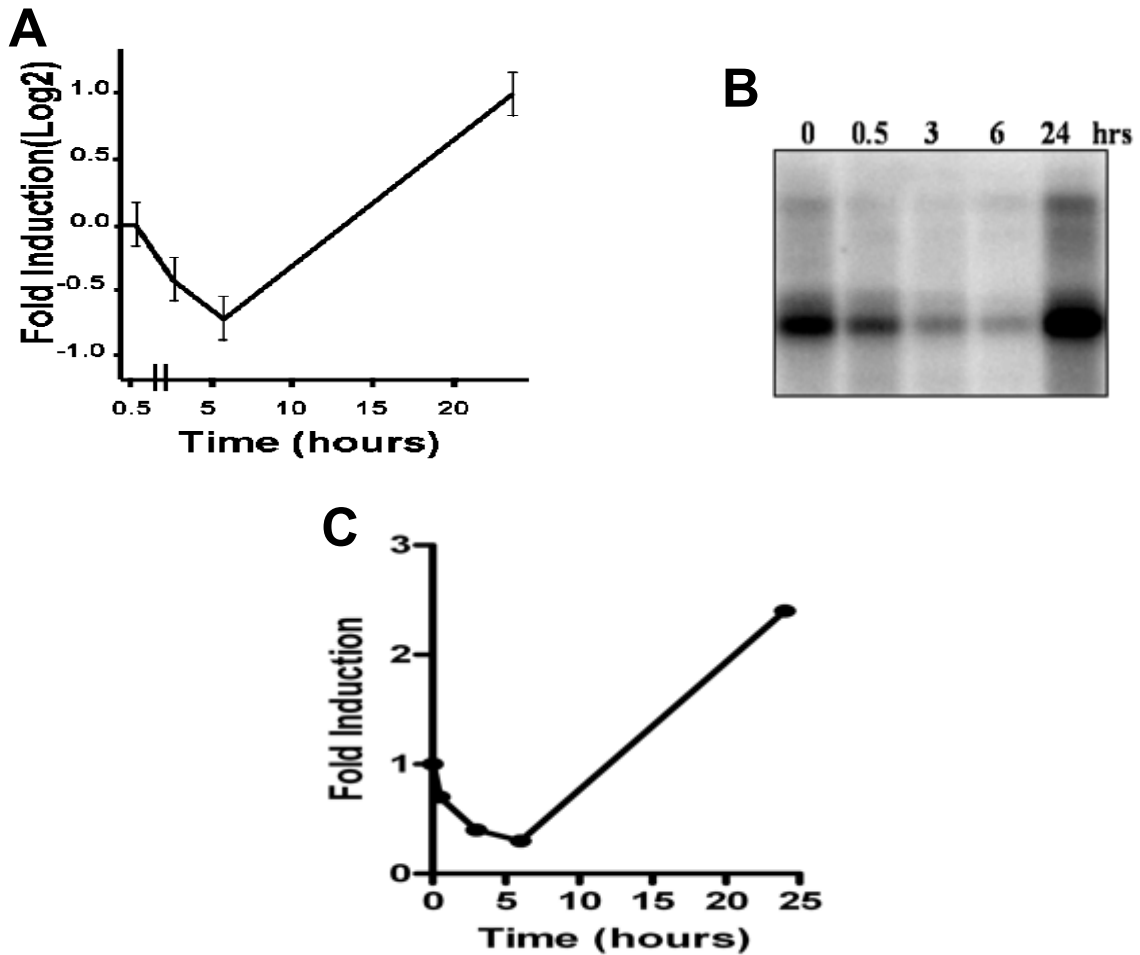 A
Fold Induction(Log2)
1.0
0.5
0.0
-0.5
-1.0
0.5 5 10 15 20
Time (hours)
B
0 0.5 3 6 24 hrs
C
Fold Induction
3
2
1
0
0 5 10 15 20 25
Time (hours)